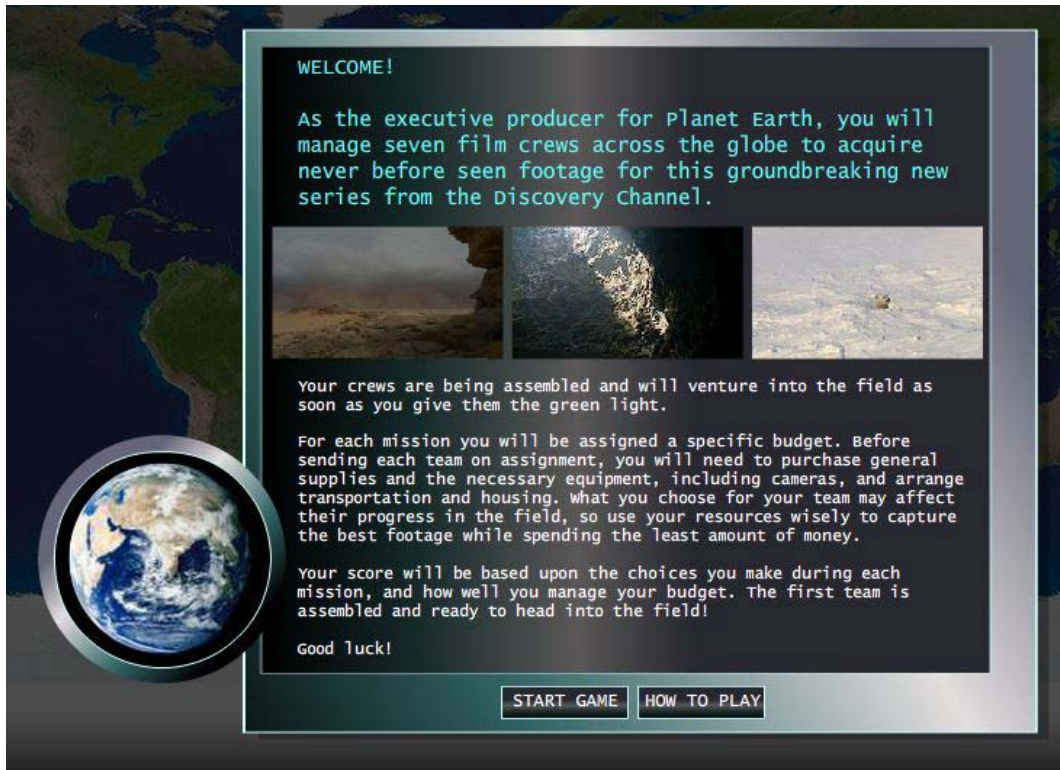 WELCOME!
As the executive producer for Planet Earth, you will
manage seven film crews across the globe to acquire
never before seen footage for this groundbreaking new
series from the Discovery Channel.
Your crews are being assembled and will venture into the field as
soon as you give them the green light.
For each mission you will be assigned a specific budget. Before
sending each team on assignment, you will need to purchase general
supplies and the necessary equipment, including cameras, and arrange
transportation and housing. What you choose for your team may affect
their progress in the field, so use your resources wisely to capture
the best footage while spending the least amount of money.
Your score will be based upon the choices you make during each
mission, and how well you manage your budget. The first team is
assembled and ready to head into the field!
Good luck!
START GAME
HOW TO PLAY